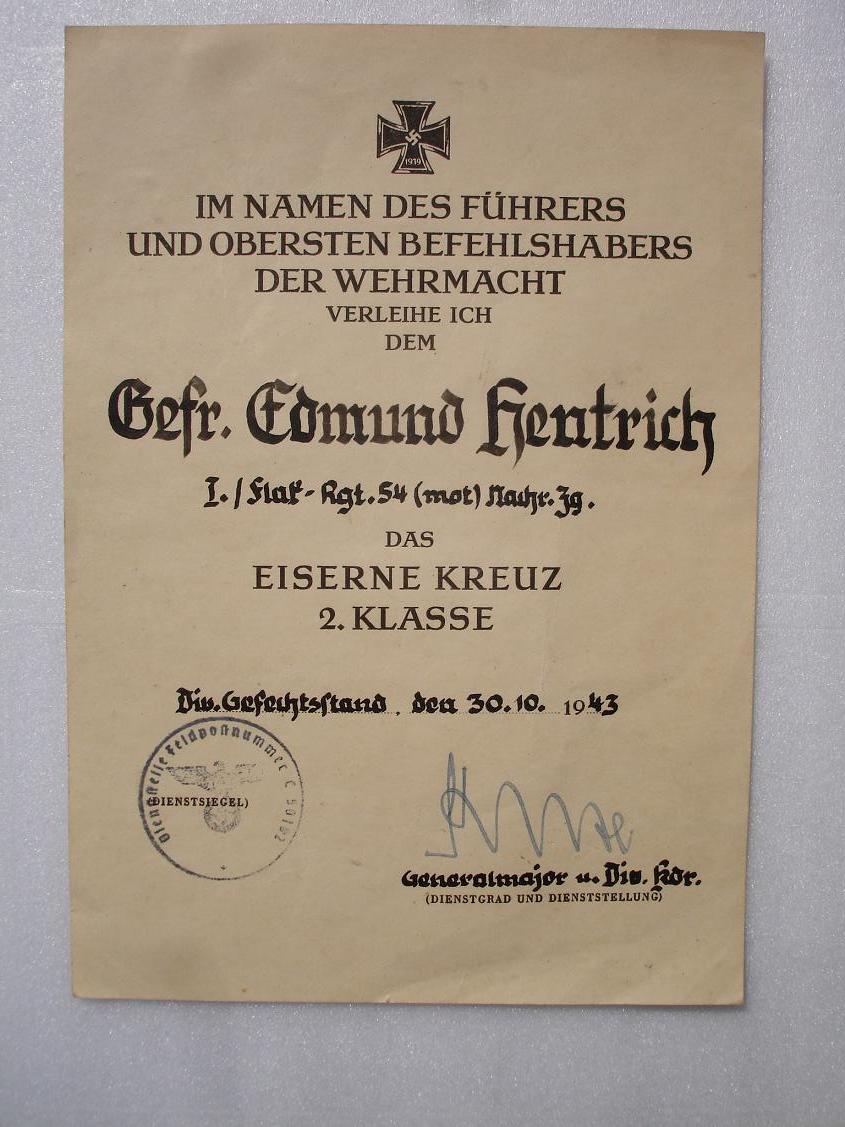 1939
IM NAMEN DES FÜHRERS
UND OBERSTEN BEFEHLSHABERS
DER WEHRMACHT
VERLEIHE ICH
DEM
Gefr. Edmund Hentrich
I./Flak-Rgt.54 (mot) Nachr.Zg.
DAS
EISERNE KREUZ
2. KLASSE
Div.Gefechtsstand, den 30.10. 1943
Dienststelle Feldpostnummer
(DIENSTSIEGEL)
Generalmajor u. Div. Kdr.
(DIENSTGRAD UND DIENSTSTELLUNG)